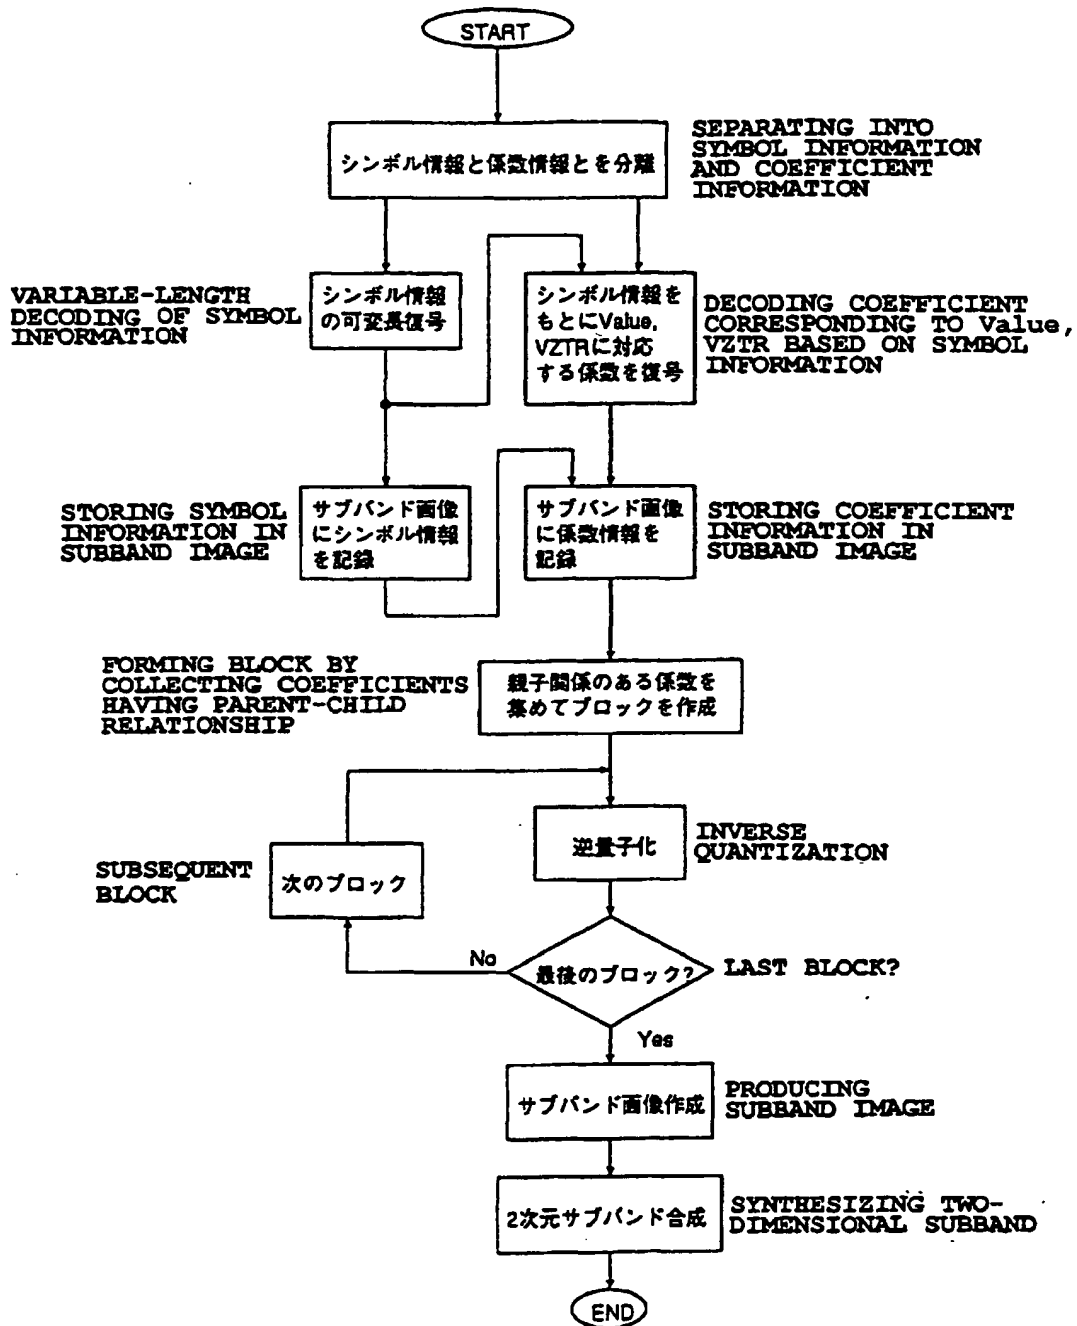 START
シンボル情報と係数情報とを分離
SEPARATING INTO
SYMBOL INFORMATION
AND COEFFICIENT
INFORMATION
VARIABLE-LENGTH
DECODING OF SYMBOL
INFORMATION
シンボル情報
の可変長復号
シンボル情報を
もとにValue,
VZTRに対応
する係数を復号
DECODING COEFFICIENT
CORRESPONDING TO Value,
VZTR BASED ON SYMBOL
INFORMATION
STORING SYMBOL
INFORMATION IN
SUBBAND IMAGE
サブバンド画像
にシンボル情報
を記録
サブバンド画像
に係数情報を
記録
STORING COEFFICIENT
INFORMATION IN
SUBBAND IMAGE
FORMING BLOCK BY
COLLECTING COEFFICIENTS
HAVING PARENT-CHILD
RELATIONSHIP
親子関係のある係数を
集めてブロックを作成
逆量子化
INVERSE
QUANTIZATION
SUBSEQUENT
BLOCK
次のブロック
No
最後のブロック?
LAST BLOCK?
Yes
サブバンド画像作成
PRODUCING
SUBBAND IMAGE
2次元サブバンド合成
SYNTHESIZING TWO-
DIMENSIONAL SUBBAND
END